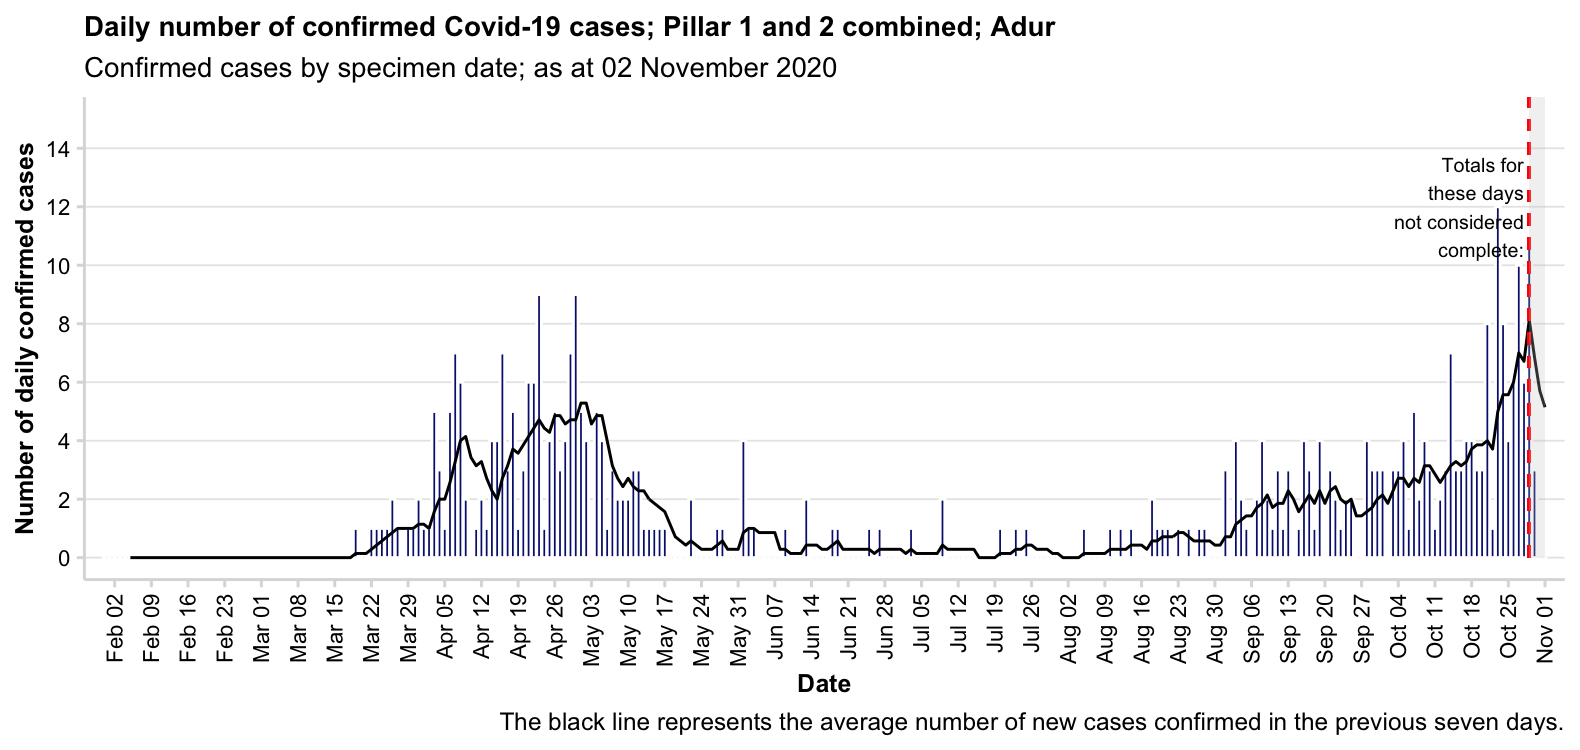 Daily number of confirmed Covid-19 cases; Pillar 1 and 2 combined; Adur
Confirmed cases by specimen date; as at 02 November 2020
Number of daily confirmed cases
14
12
10
8
6
4
2
0
Totals for
these days
not considered
complete:
Feb 02
Feb 09
Feb 16
Feb 23
Mar 01
Mar 08
Mar 15
Mar 22
Mar 29
Apr 05
Apr 12
Apr 19
Apr 26
May 03
May 10
May 17
May 24
May 31
Jun 07
Jun 14
Jun 21
Jun 28
Jul 05
Jul 12
Jul 19
Jul 26
Aug 02
Aug 09
Aug 16
Aug 23
Aug 30
Sep 06
Sep 13
Sep 20
Sep 27
Oct 04
Oct 11
Oct 18
Oct 25
Nov 01
Date
The black line represents the average number of new cases confirmed in the previous seven days.